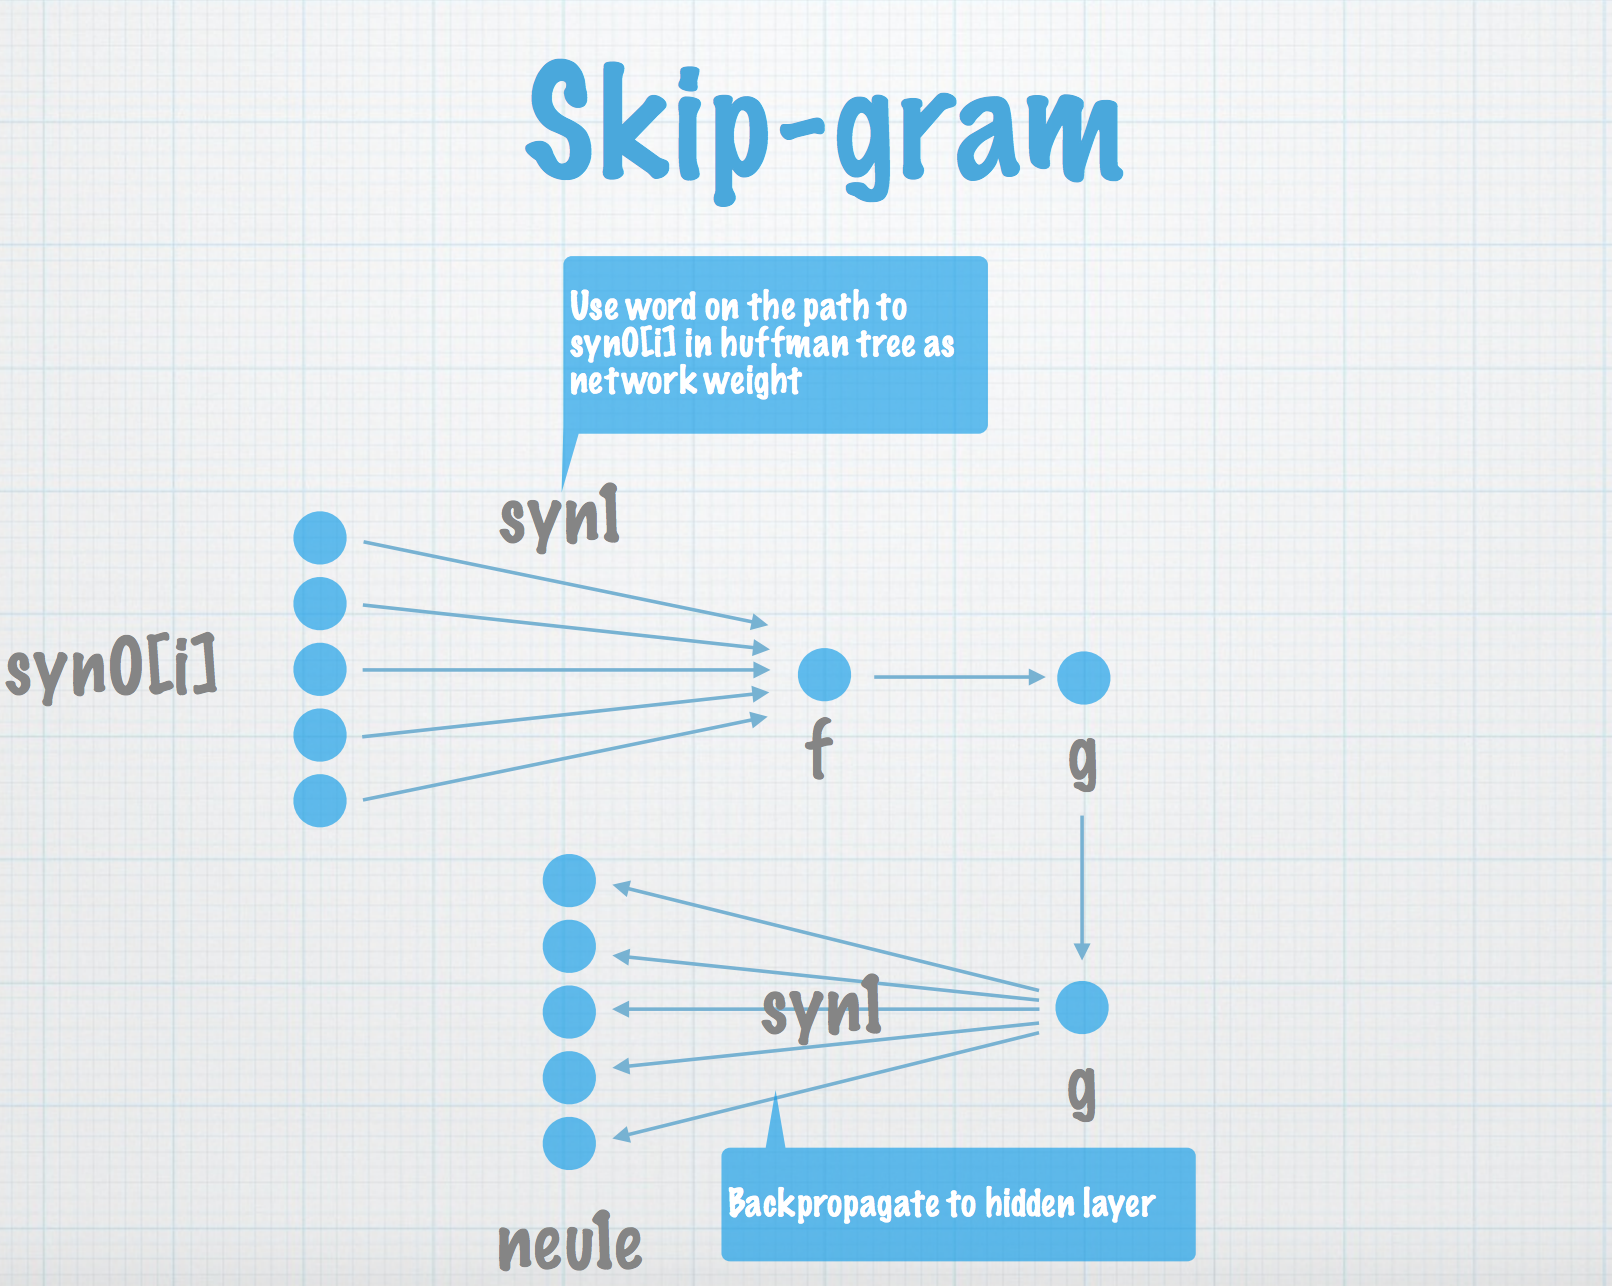 Skip-gram
Use word on the path to
syn0[i] in huffman tree as
network weight
syn1
syn0[i]
f
g
syn1
g
Backpropagate to hidden layer
neu1e